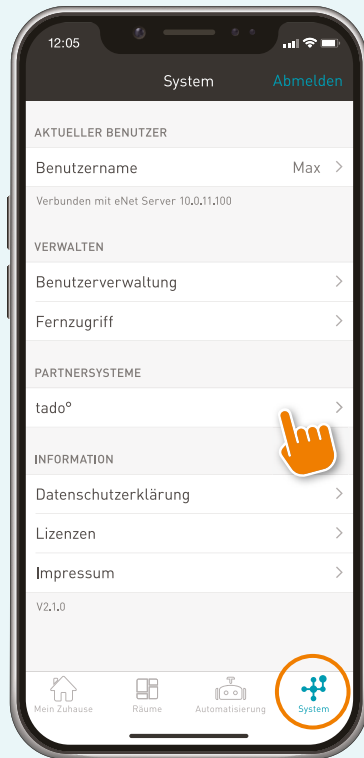 12:05
System Abmelden
AKTUELLER BENUTZER
Benutzername Max
Verbunden mit eNet Server 10.0.11.100
VERWALTEN
Benutzerverwaltung
Fernzugriff
PARTNERSYSTEME
tado°
INFORMATION
Datenschutzerklärung
Lizenzen
Impressum
V2.1.0
Mein Zuhause Räume Automatisierung System